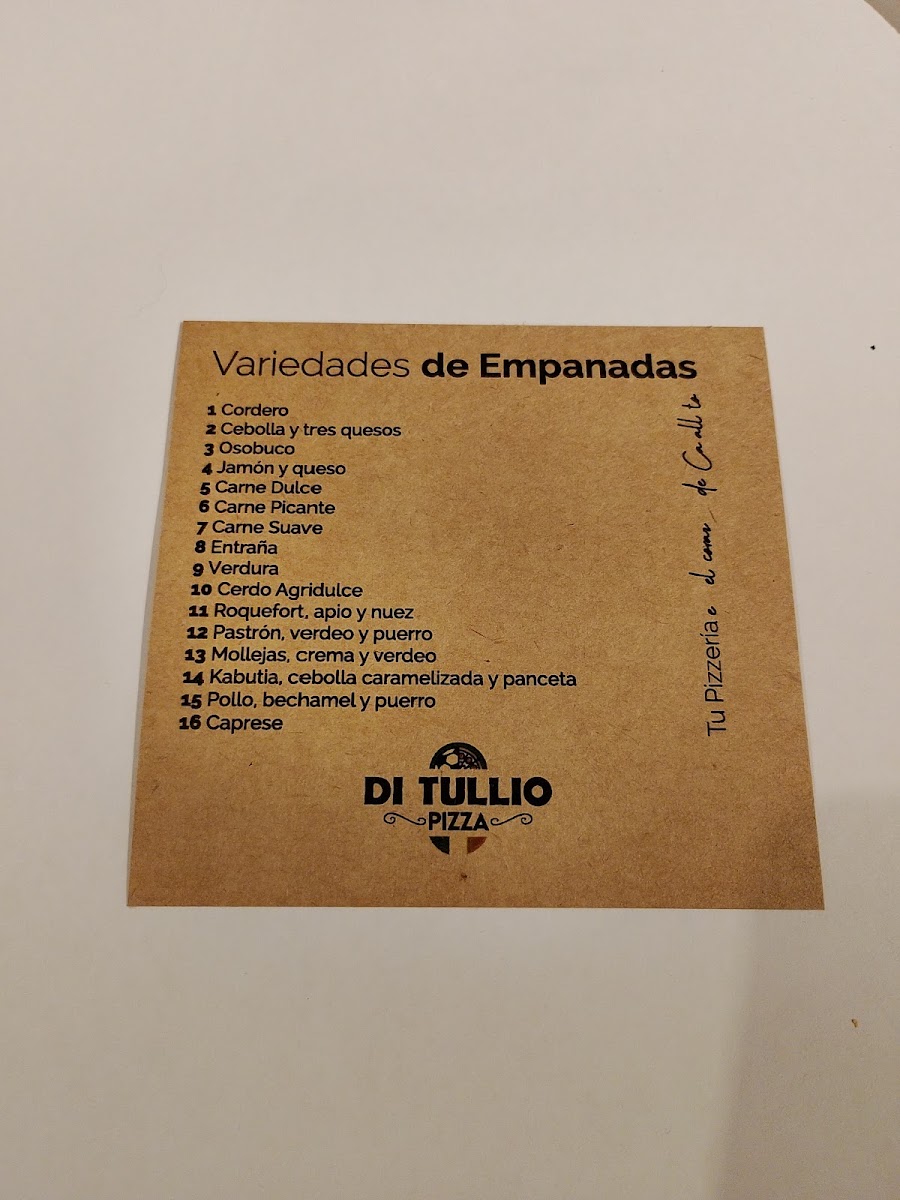 Variedades de Empanadas
1 Cordero
2 Cebolla y tres quesos
3 Osobuco
4 Jamón y queso
5 Carne Dulce
6 Carne Picante
7 Carne Suave
8 Entraña
9 Verdura
10 Cerdo Agridulce
11 Roquefort, apio y nuez
12 Pastrón, verdeo y puerro
13 Mollejas, crema y verdeo
14 Kabutia, cebolla caramelizada y panceta
15 Pollo, bechamel y puerro
16 Caprese
DI TULLIO
PIZZA
Tu Pizzería el de